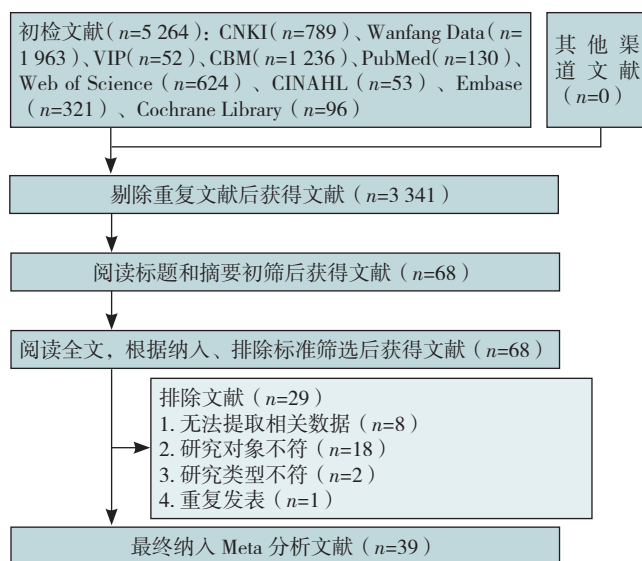 初检文献（n=5 264）：CNKI（n=789）、Wanfang Data（n=
1 963）、VIP（n=52）、CBM（n=1 236）、PubMed（n=130）、
Web of Science（n=624）、CINAHL（n=53）、Embase
（n=321）、Cochrane Library（n=96）
其他渠
道文献
（n=0）
剔除重复文献后获得文献（n=3 341）
阅读标题和摘要初筛后获得文献（n=68）
阅读全文，根据纳入、排除标准筛选后获得文献（n=68）
排除文献（n=29）
1. 无法提取相关数据（n=8）
2. 研究对象不符（n=18）
3. 研究类型不符（n=2）
4. 重复发表（n=1）
最终纳入 Meta 分析文献（n=39）